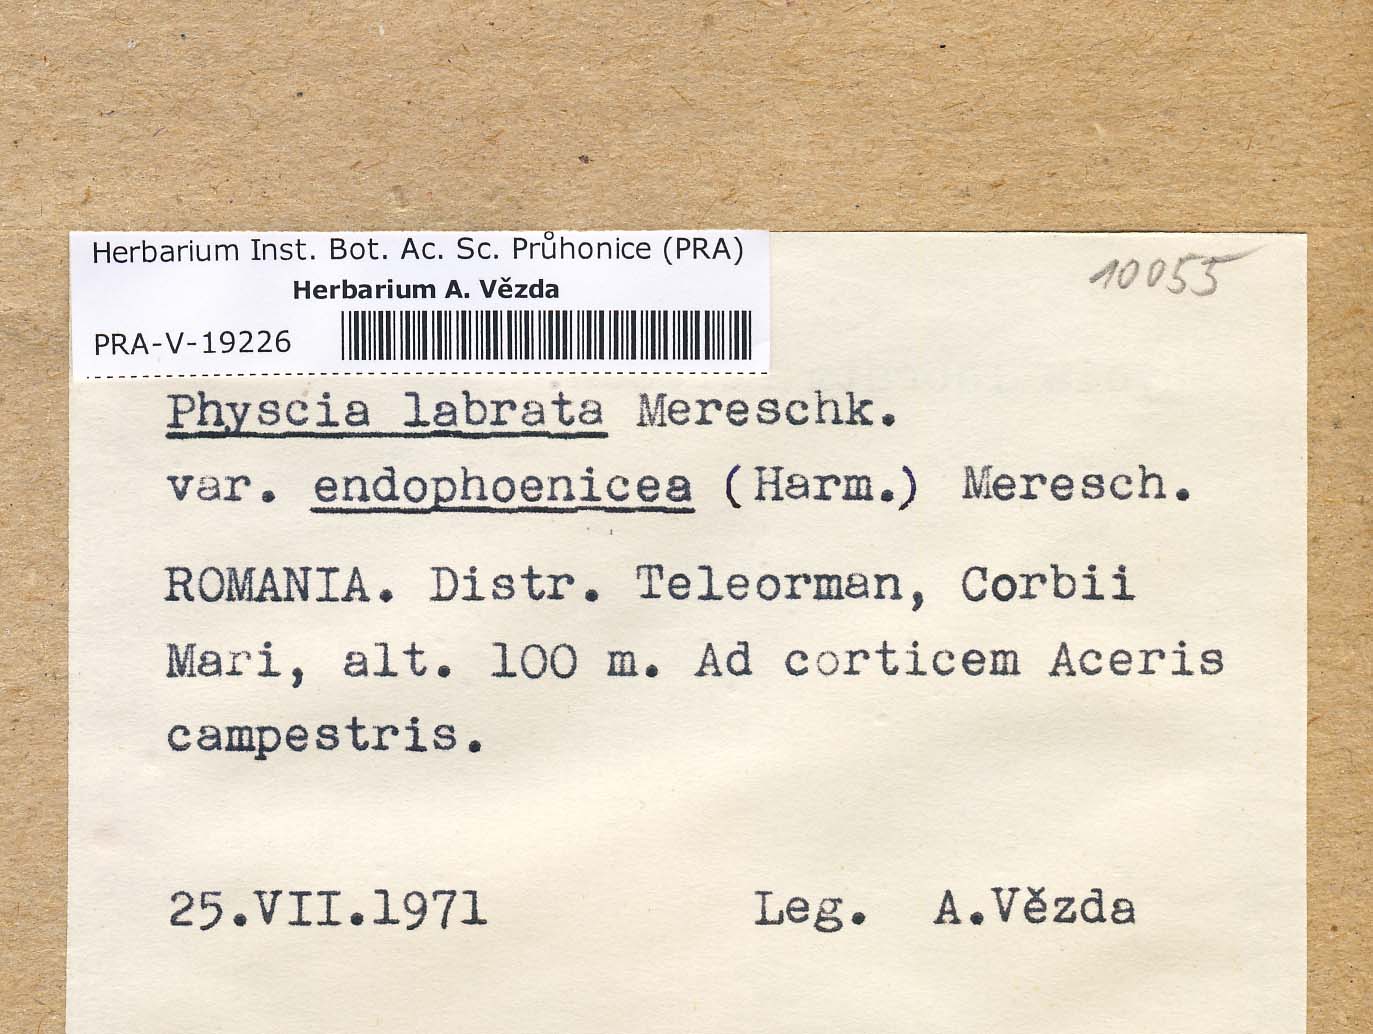 Herbarium Inst. Bot. Ac. Sc. Průhonice (PRA)
Herbarium A. Vězda
PRA-V-19226
10055
Physcia labrata Mereschk.
var. endophoenicea (Harm.) Meresch.
ROMANIA. Distr. Teleorman, Corbii
Mari, alt. 100 m. Ad corticem Aceris
campestris.
25.VII.1971 Leg. A.Vězda